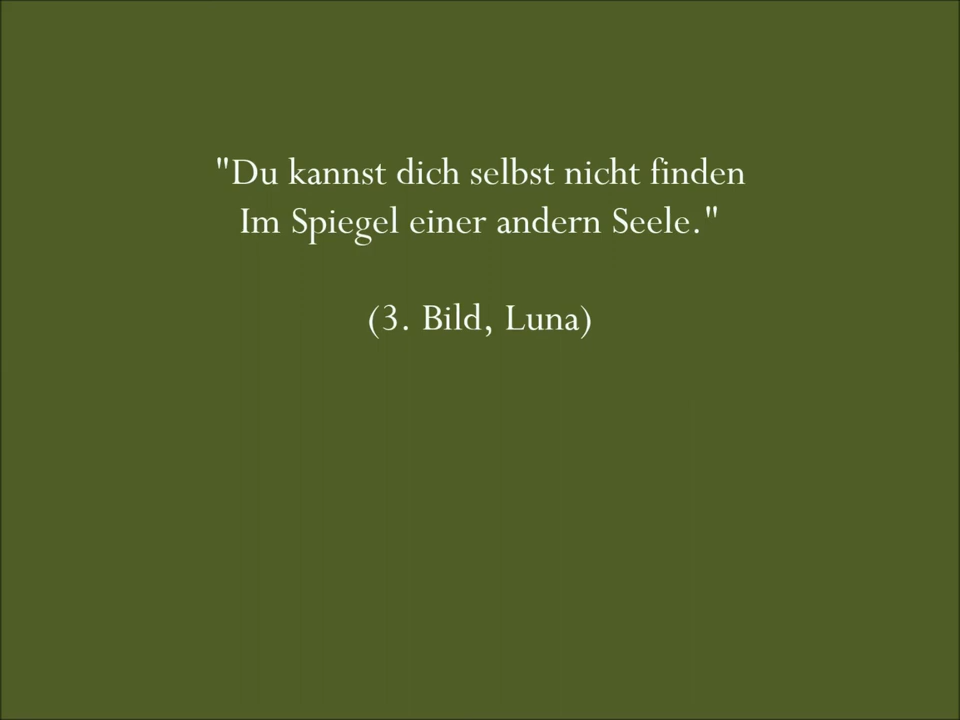 "Du kannst dich selbst nicht finden
Im Spiegel einer andern Seele."
(3. Bild, Luna)